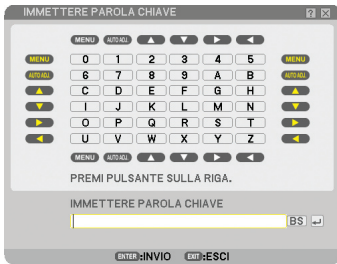 IMMETTERE PAROLA CHIAVE ? X
MENU AUTO ADJ.
MENU 0 1 2 3 4 5 MENU
AUTO ADJ. 6 7 8 9 A B AUTO ADJ.
C D E F G H
I J K L M N
O P Q R S T
U V W X Y Z
MENU AUTO ADJ.
PREMI PULSANTE SULLA RIGA.
IMMETTERE PAROLA CHIAVE
BS
ENTER :INVIO EXIT :ESCI